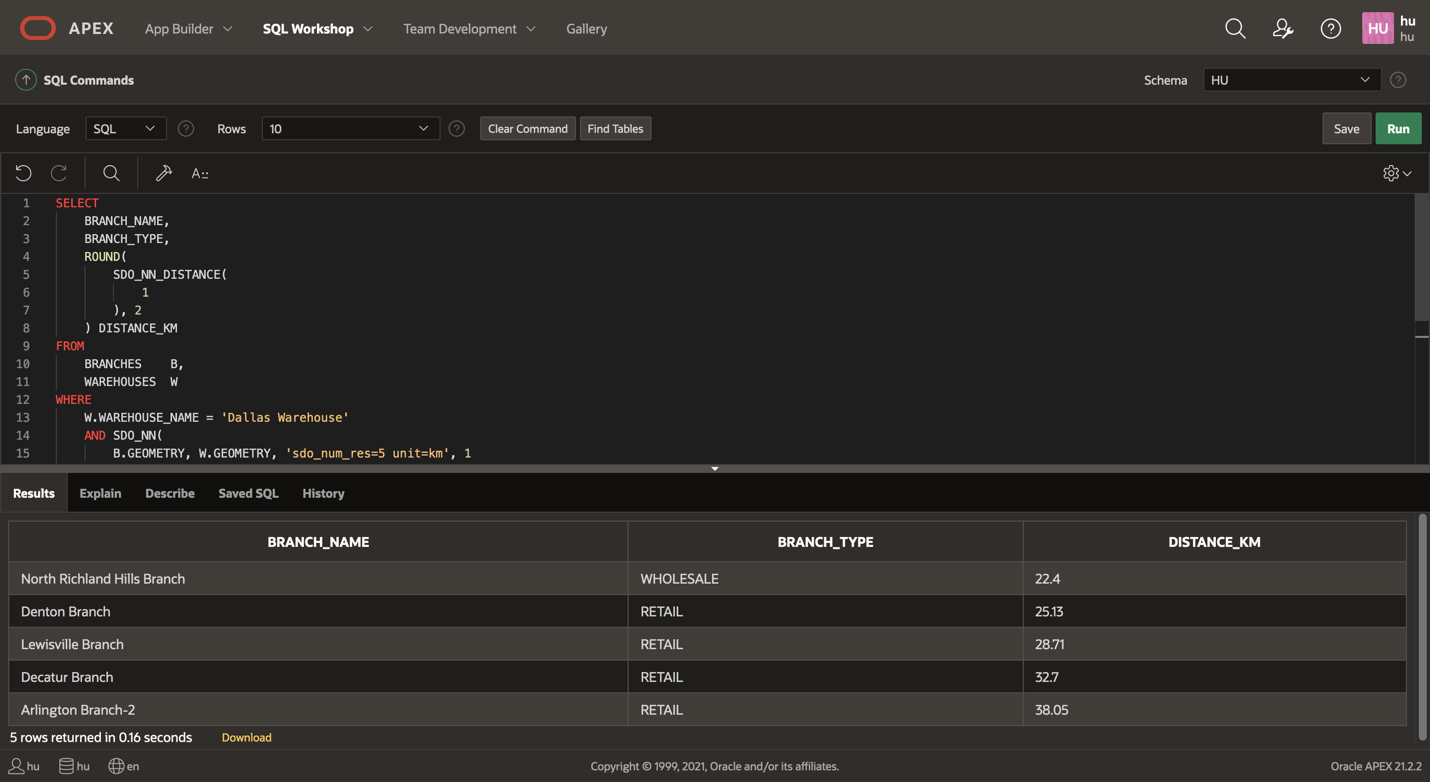 APEX App Builder SQL Workshop Team Development Gallery HU hu
hu
SQL Commands Schema HU
Language SQL Rows 10 Clear Command Find Tables Save Run
A::
1 SELECT
2 BRANCH_NAME,
3 BRANCH_TYPE,
4 ROUND(
5 SDO_NN_DISTANCE(
6 1
7 ), 2
8 ) DISTANCE_KM
9 FROM
10 BRANCHES B,
11 WAREHOUSES W
12 WHERE
13 W.WAREHOUSE_NAME = 'Dallas Warehouse'
14 AND SDO_NN(
15 B.GEOMETRY, W.GEOMETRY, 'sdo_num_res=5 unit=km', 1
Results Explain Describe Saved SQL History
BRANCH_NAME BRANCH_TYPE DISTANCE_KM
North Richland Hills Branch WHOLESALE 22.4
Denton Branch RETAIL 25.13
Lewisville Branch RETAIL 28.71
Decatur Branch RETAIL 32.7
Arlington Branch-2 RETAIL 38.05
5 rows returned in 0.16 seconds Download
hu hu en Copyright © 1999, 2021, Oracle and/or its affiliates. Oracle APEX 21.2.2